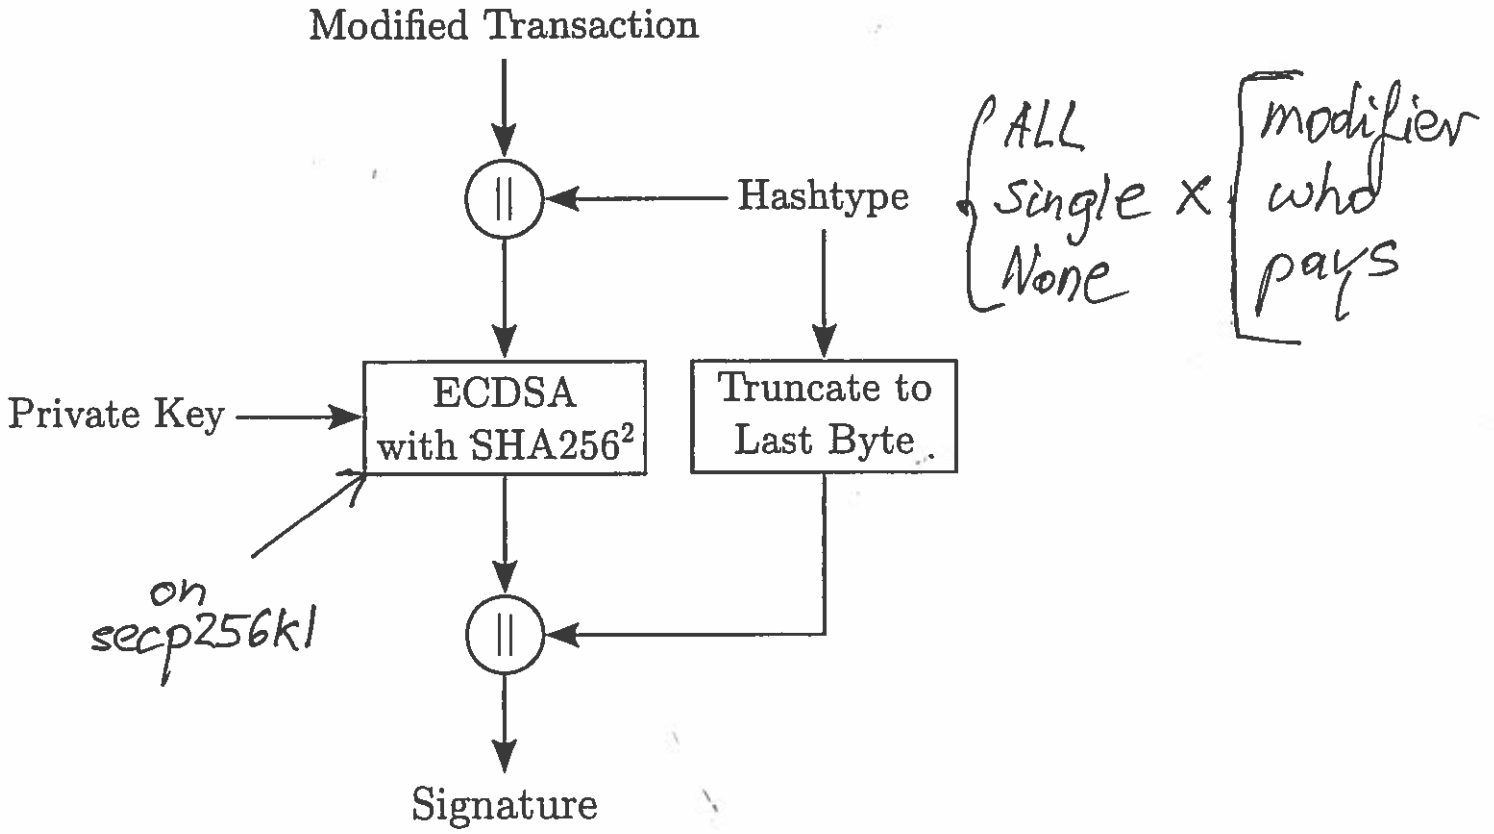 Modified Transaction
||
Hashtype
{ ALL
single
None
×
[ modifier
who
pays
Private Key
ECDSA
with SHA256²
Truncate to
Last Byte
on
secp256k1
||
Signature